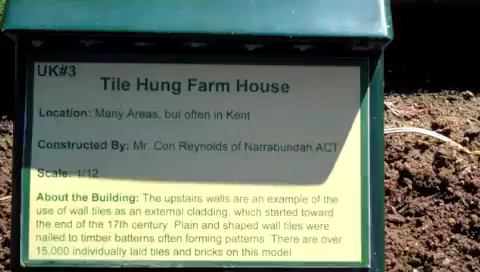 UK#3
Tile Hung Farm House
Location: Many Areas, but often in Kent
Constructed By: Mr. Con Reynolds of Narrabundah ACT
Scale: 1/12
About the Building: The upstairs walls are an example of the
use of wall tiles as an external cladding, which started toward
the end of the 17th century. Plain and shaped wall tiles were
nailed to timber batterns often forming patterns. There are over
15,000 individually laid tiles and bricks on this model